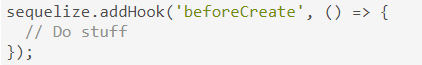 sequelize.addHook('beforeCreate', () => {
  // Do stuff
});